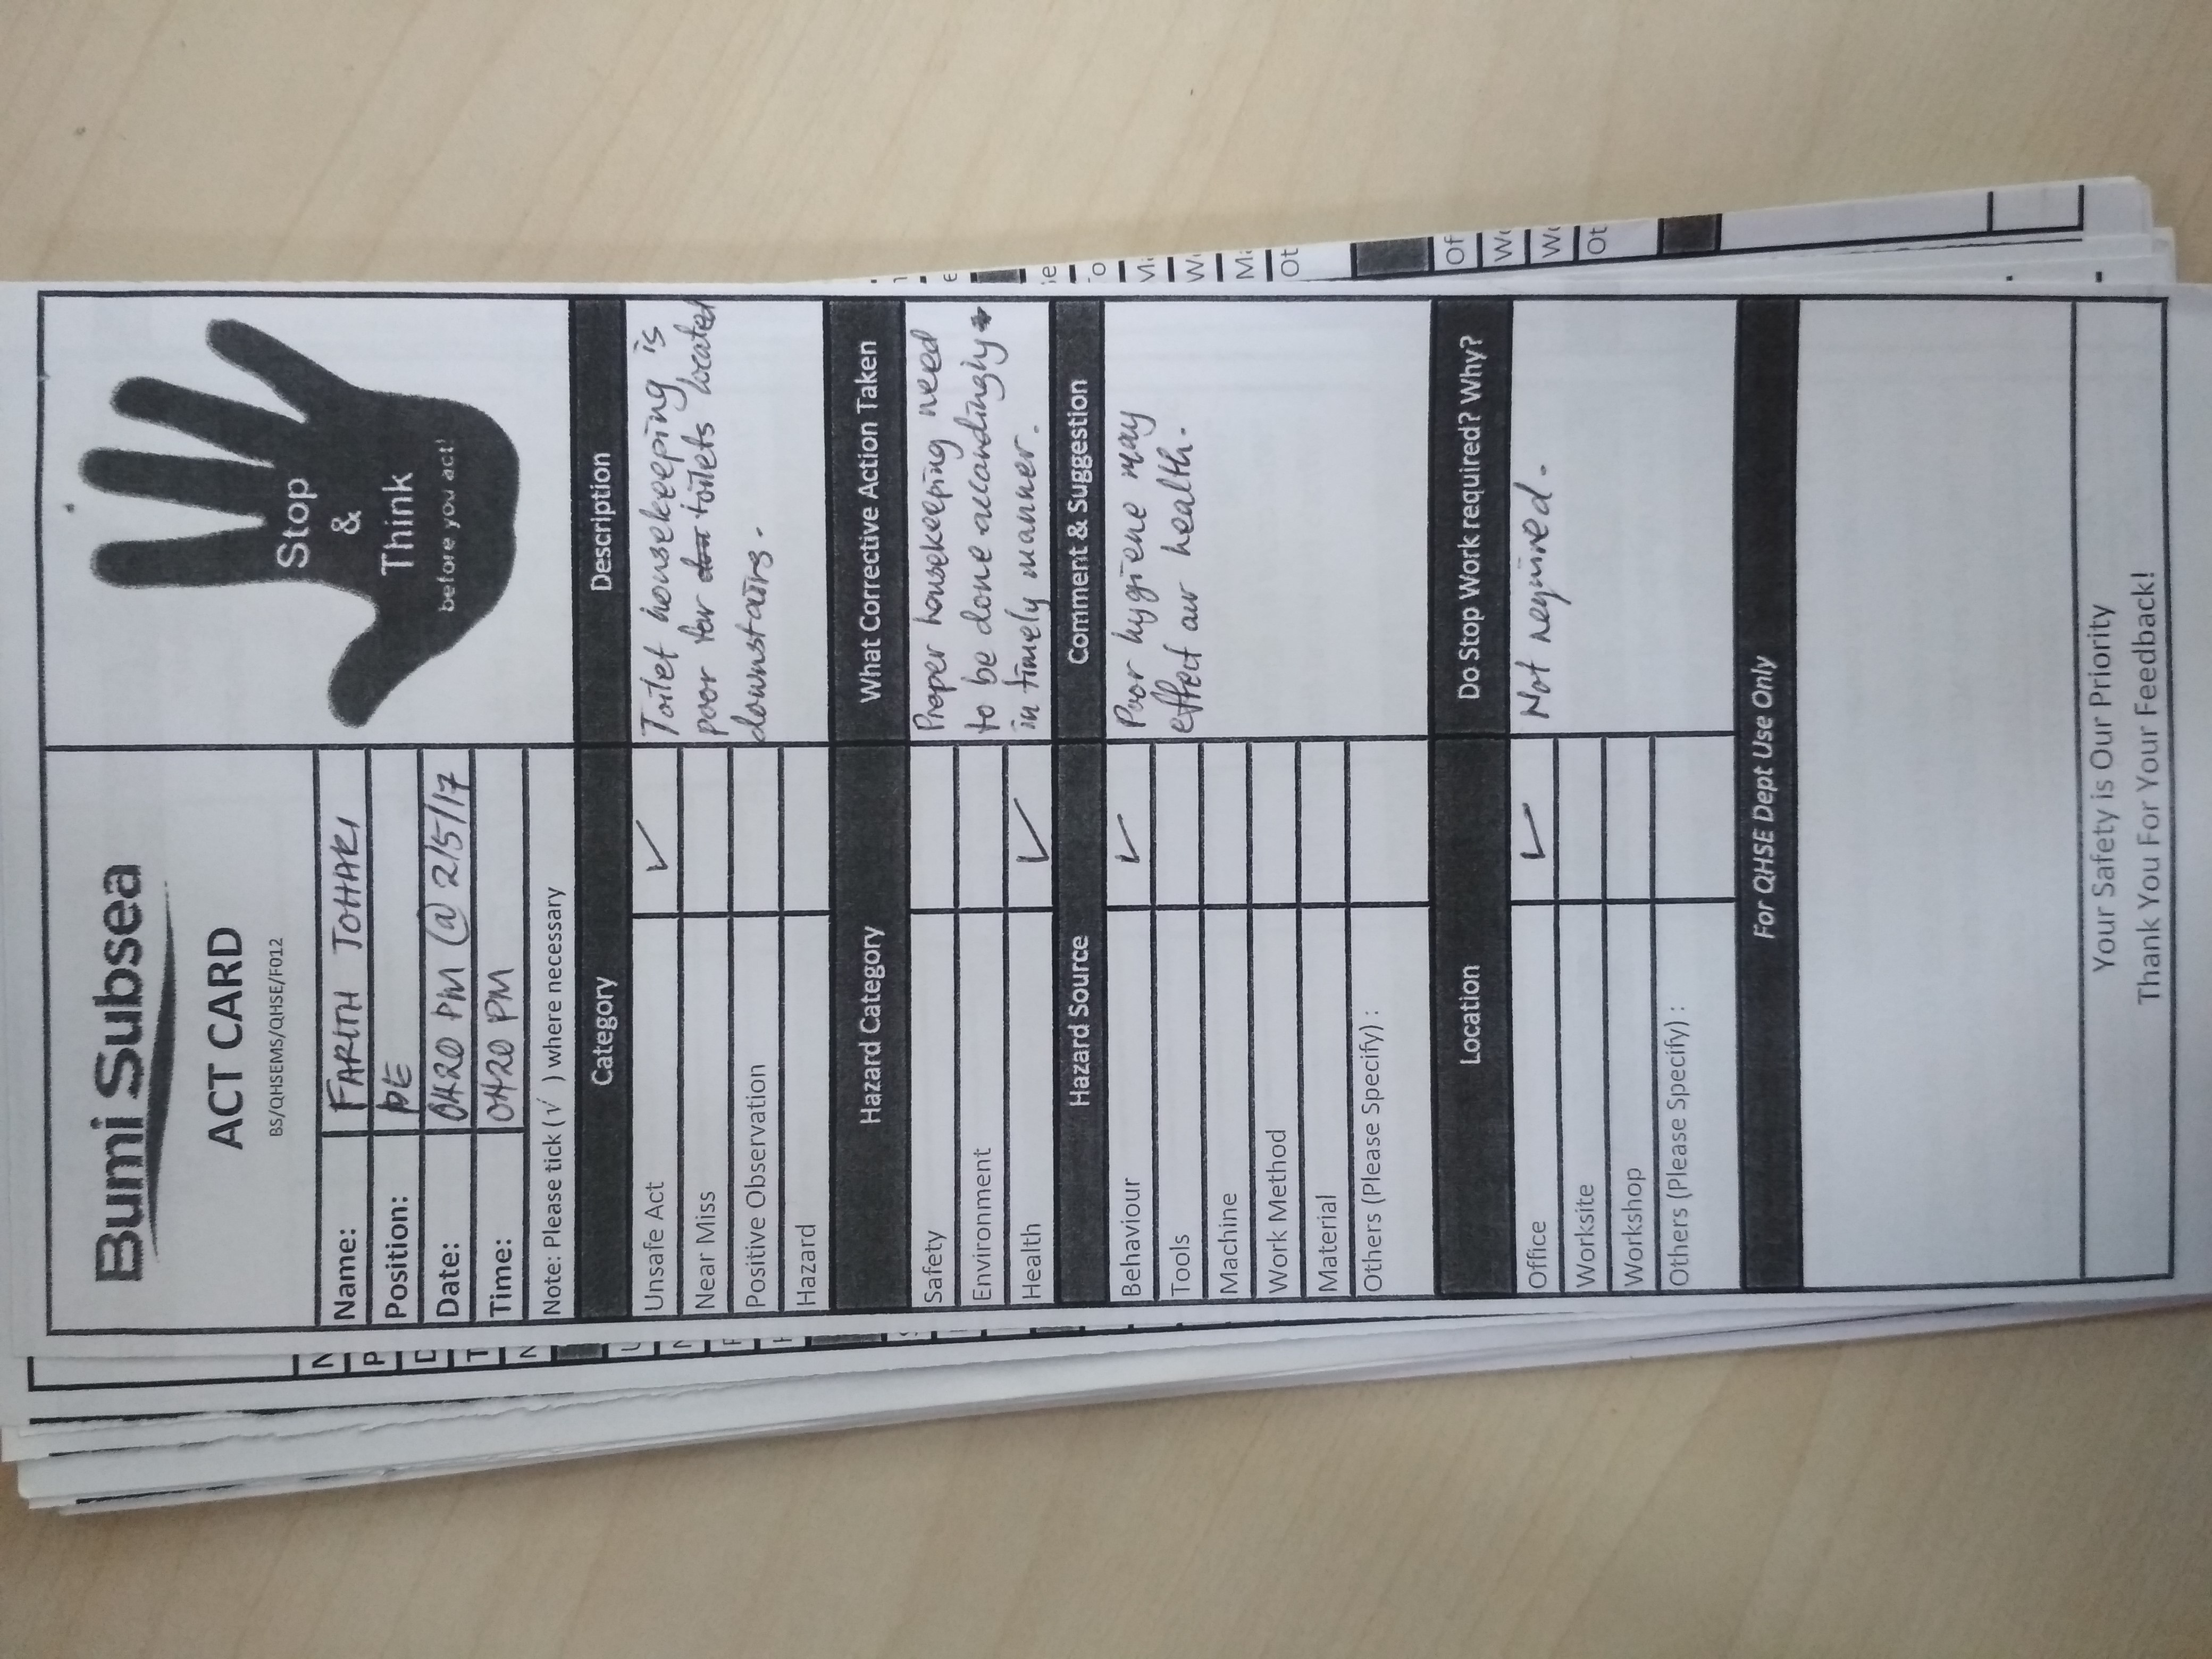 Bumi Subsea
ACT CARD
BS/QHSEMS/QHSE/F012
Stop
&
Think
before you act!
Name: FARITH JOHARI
Position: PE
Date: 0420 PM @ 2/5/17
Time: 0420 PM
Note: Please tick ( √ ) where necessary
Category Description
Unsafe Act ✓
Near Miss
Positive Observation
Hazard
Toilet housekeeping is
poor for toilets located
downstairs.
Hazard Category What Corrective Action Taken
Safety
Environment
Health ✓
Proper housekeeping need
to be done accordingly
in timely manner.
Hazard Source Comment & Suggestion
Behaviour ✓
Tools
Machine
Work Method
Material
Others (Please Specify) :
Poor hygiene may
effect our health.
Location Do Stop Work required? Why?
Office ✓ Not required.
Worksite
Workshop
Others (Please Specify) :
For QHSE Dept Use Only
Your Safety is Our Priority
Thank You For Your Feedback!